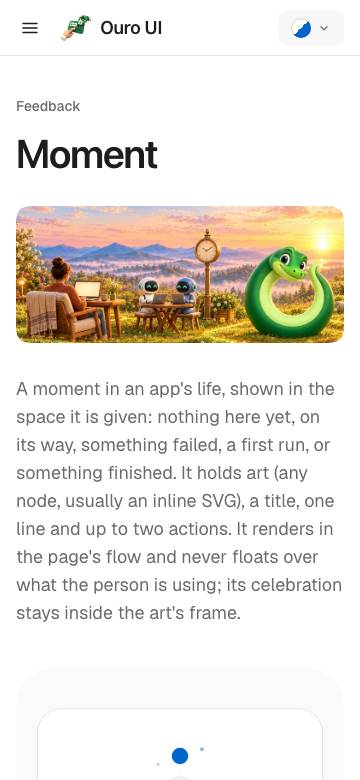 Ouro UI
Feedback
Moment
A moment in an app's life, shown in the
space it is given: nothing here yet, on
its way, something failed, a first run, or
something finished. It holds art (any
node, usually an inline SVG), a title, one
line and up to two actions. It renders in
the page's flow and never floats over
what the person is using; its celebration
stays inside the art's frame.